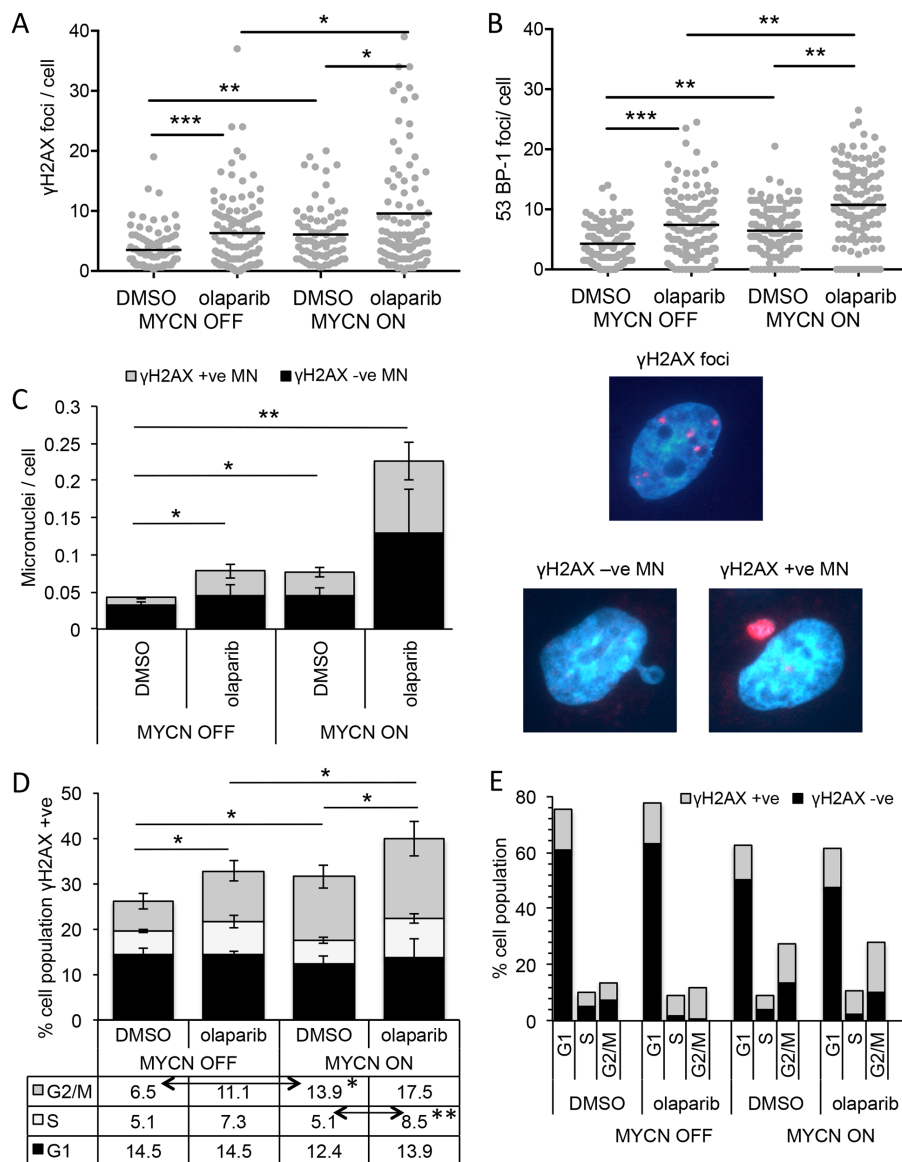 A
γH2AX foci / cell
40
30
20
10
0
*
*
**
***
DMSO olaparib DMSO olaparib
MYCN OFF MYCN ON
B
53 BP-1 foci/ cell
40
30
20
10
0
**
**
**
***
DMSO olaparib DMSO olaparib
MYCN OFF MYCN ON
C
γH2AX +ve MN γH2AX -ve MN
Micronuclei / cell
0.3
0.25
0.2
0.15
0.1
0.05
0
**
*
*
DMSO olaparib DMSO olaparib
MYCN OFF MYCN ON
γH2AX foci
γH2AX –ve MN γH2AX +ve MN
D
% cell population γH2AX +ve
50
40
30
20
10
0
*
*
*
*
DMSO olaparib DMSO olaparib
MYCN OFF MYCN ON
G2/M 6.5 11.1 13.9 * 17.5
S 5.1 7.3 5.1 8.5 **
G1 14.5 14.5 12.4 13.9
E
γH2AX +ve γH2AX -ve
% cell population
80
60
40
20
0
G1 S G2/M G1 S G2/M G1 S G2/M G1 S G2/M
DMSO olaparib DMSO olaparib
MYCN OFF MYCN ON